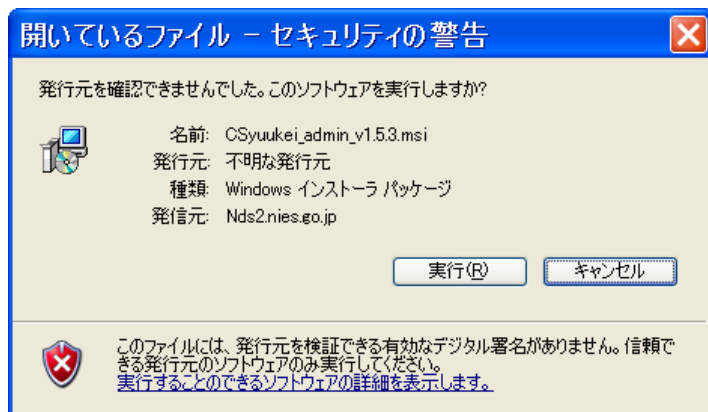 開いているファイル － セキュリティの警告
発行元を確認できませんでした。このソフトウェアを実行しますか?
名前: CSyuukei_admin_v1.5.3.msi
発行元: 不明な発行元
種類: Windows インストーラ パッケージ
発信元: Nds2.nies.go.jp
実行(R) キャンセル
このファイルには、発行元を検証できる有効なデジタル署名がありません。信頼で
きる発行元のソフトウェアのみ実行してください。
実行することのできるソフトウェアの詳細を表示します。